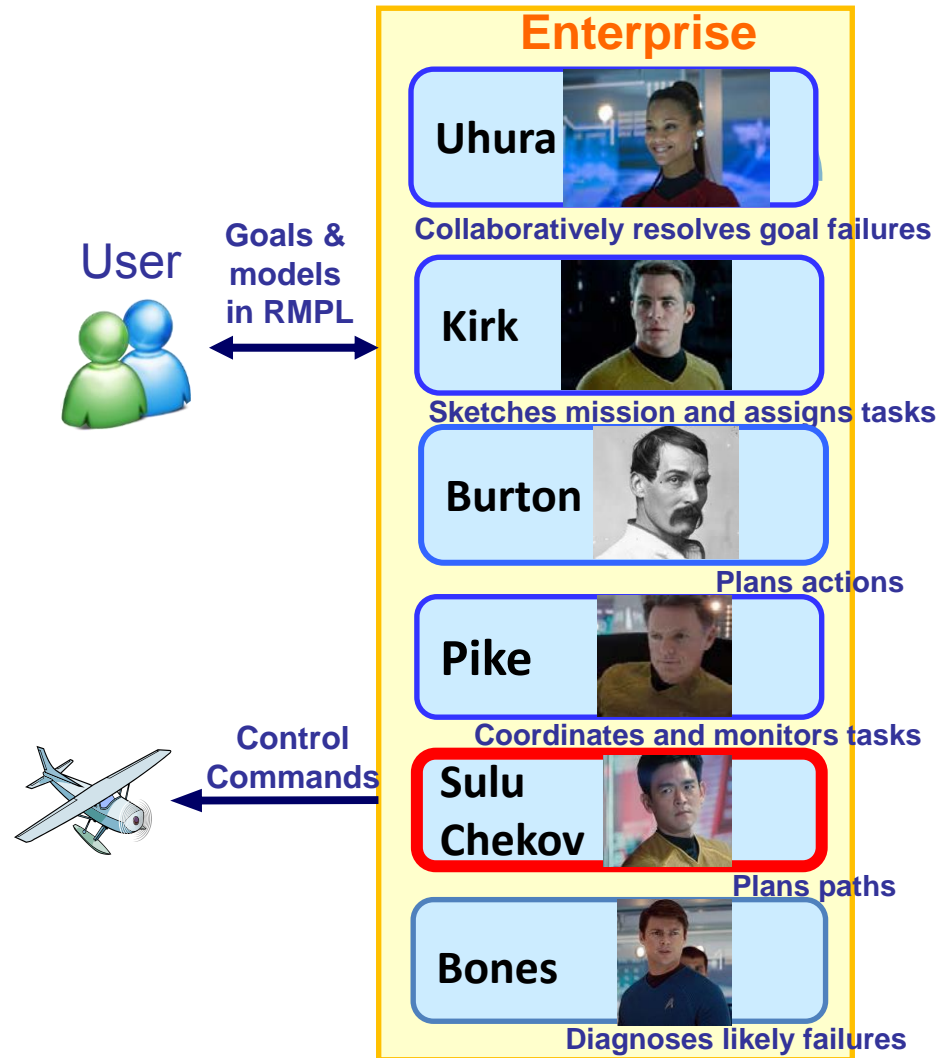 Enterprise
Uhura
Collaboratively resolves goal failures
User
Goals &
models
in RMPL
Kirk
Sketches mission and assigns tasks
Burton
Plans actions
Pike
Coordinates and monitors tasks
Control
Commands
Sulu
Chekov
Plans paths
Bones
Diagnoses likely failures